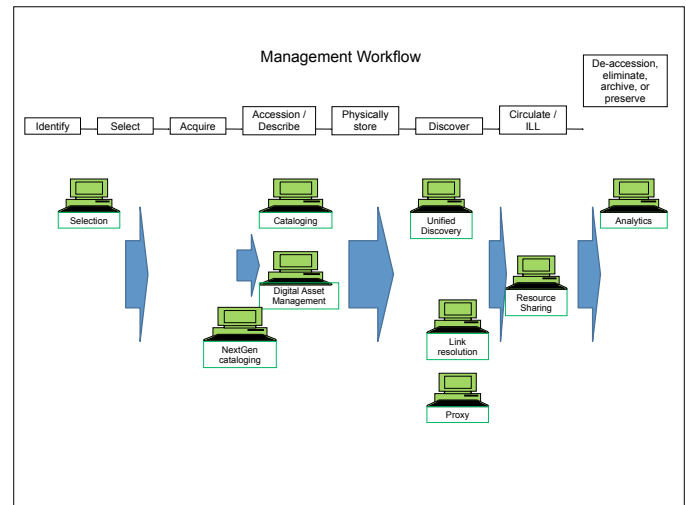 Management Workflow
De-accession,
eliminate,
archive, or
preserve
Identify
Select
Acquire
Accession /
Describe
Physically
store
Discover
Circulate /
ILL
Selection
Cataloging
Unified
Discovery
Analytics
Digital Asset
Management
Resource
Sharing
NextGen
cataloging
Link
resolution
Proxy